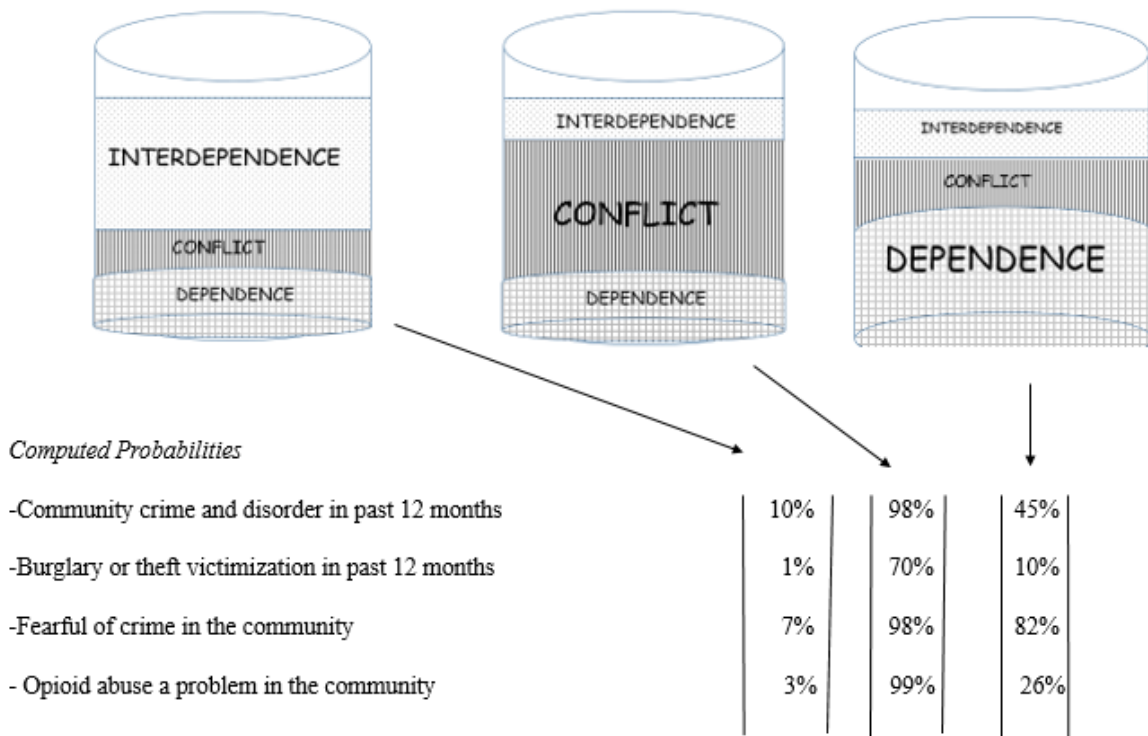 INTERDEPENDENCE
CONFLICT
DEPENDENCE
INTERDEPENDENCE
CONFLICT
DEPENDENCE
INTERDEPENDENCE
CONFLICT
DEPENDENCE
Computed Probabilities
-Community crime and disorder in past 12 months 10% 98% 45%
-Burglary or theft victimization in past 12 months 1% 70% 10%
-Fearful of crime in the community 7% 98% 82%
- Opioid abuse a problem in the community 3% 99% 26%